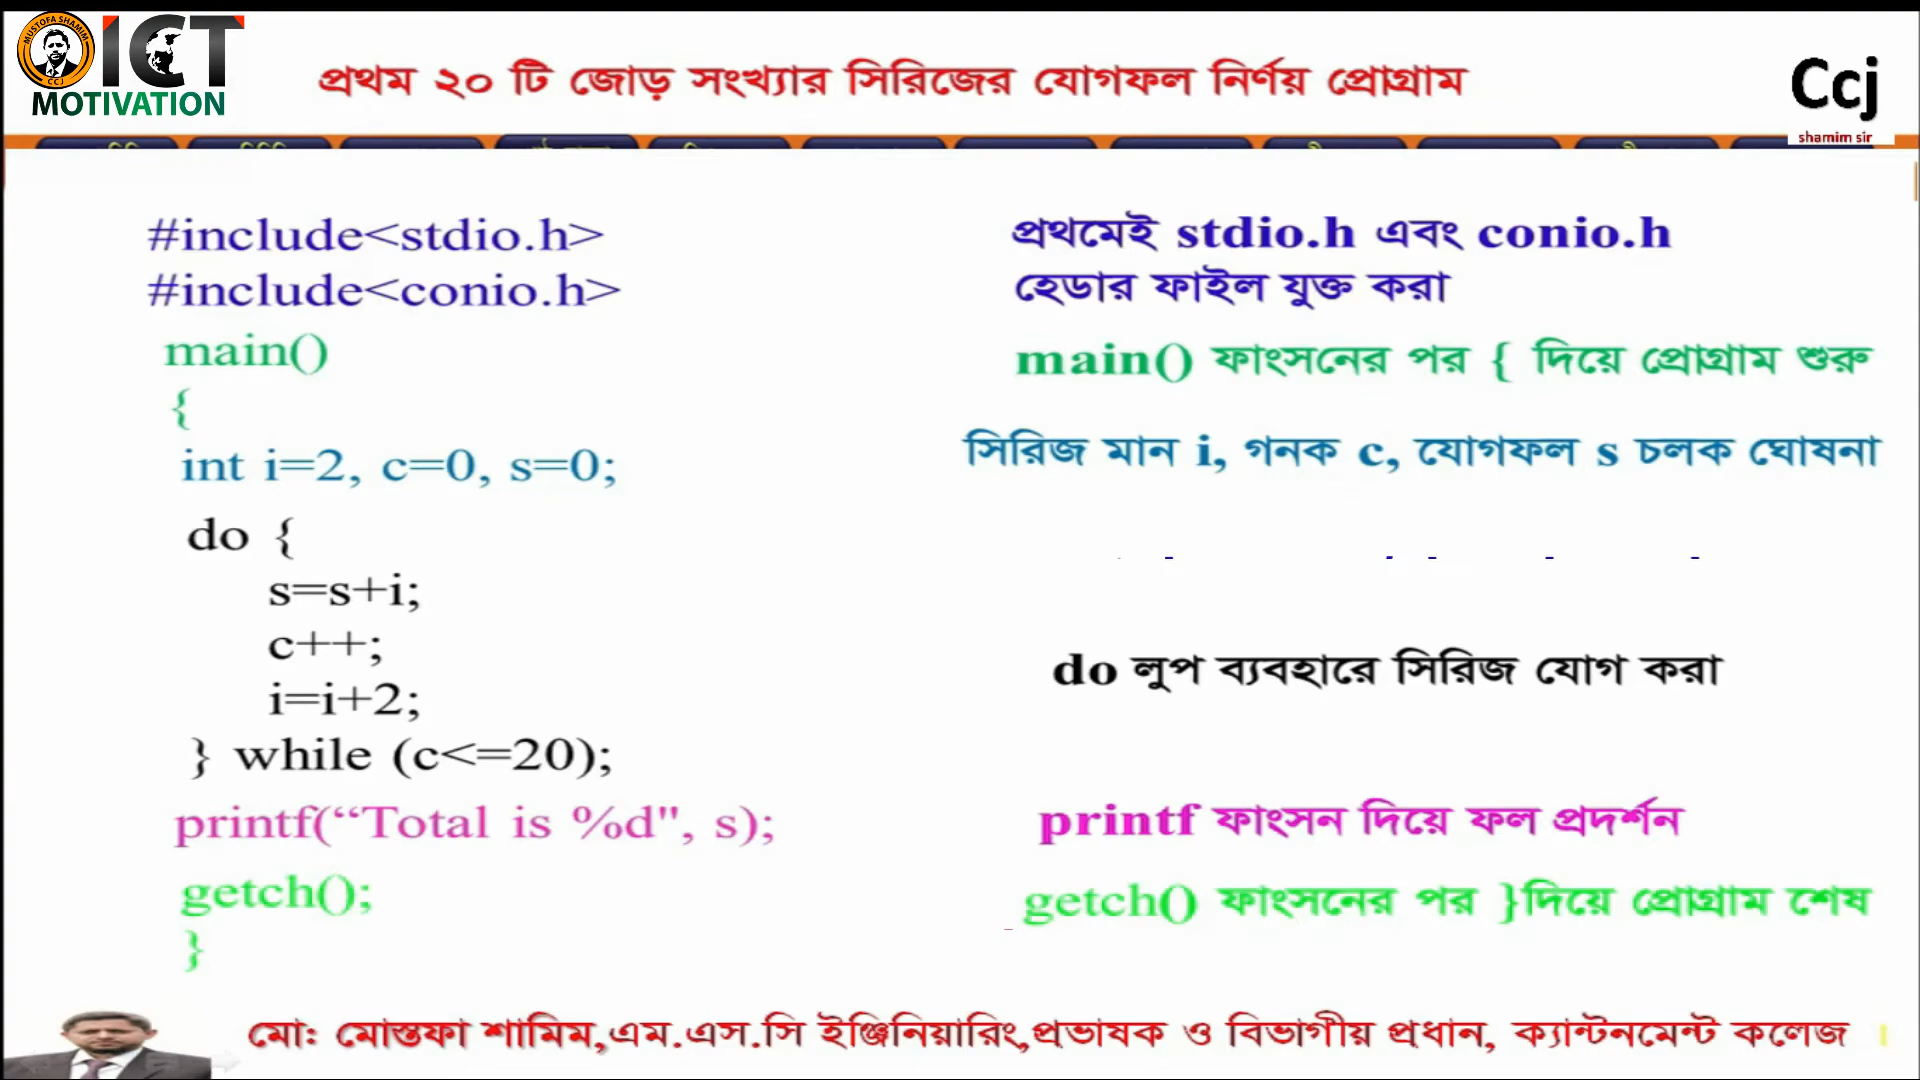 MUSTOFA SHAMIM
CCJ
ICT
MOTIVATION
প্রথম ২০ টি জোড় সংখ্যার সিরিজের যোগফল নির্ণয় প্রোগ্রাম
Ccj
shamim sir
#include<stdio.h>
#include<conio.h>
প্রথমেই stdio.h এবং conio.h
হেডার ফাইল যুক্ত করা
main()
{
main() ফাংসনের পর { দিয়ে প্রোগ্রাম শুরু
int i=2, c=0, s=0;
সিরিজ মান i, গনক c, যোগফল s চলক ঘোষনা
do {
s=s+i;
c++;
i=i+2;
} while (c<=20);
do লুপ ব্যবহারে সিরিজ যোগ করা
printf(“Total is %d", s);
printf ফাংসন দিয়ে ফল প্রদর্শন
getch();
}
getch() ফাংসনের পর }দিয়ে প্রোগ্রাম শেষ
মো: মোস্তফা শামিম,এম.এস.সি ইঞ্জিনিয়ারিং,প্রভাষক ও বিভাগীয় প্রধান, ক্যান্টনমেন্ট কলেজ